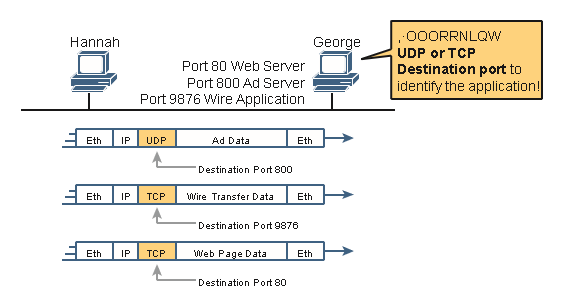 Hannah
George
Port 80 Web Server
Port 800 Ad Server
Port 9876 Wire Application
,·OOORRNLQW
UDP or TCP
Destination port to
identify the application!
Eth IP UDP Ad Data Eth
Destination Port 800
Eth IP TCP Wire Transfer Data Eth
Destination Port 9876
Eth IP TCP Web Page Data Eth
Destination Port 80